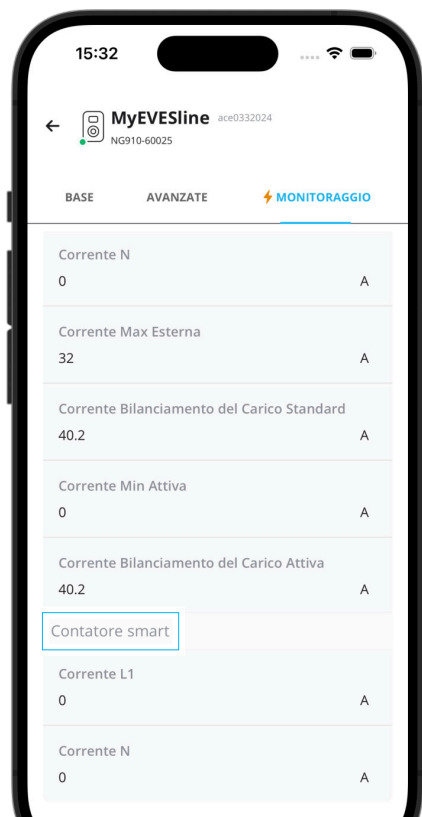 15:32
MyEVESline ace0332024
NG910-60025
BASE AVANZATE MONITORAGGIO
Corrente N
0 A
Corrente Max Esterna
32 A
Corrente Bilanciamento del Carico Standard
40.2 A
Corrente Min Attiva
0 A
Corrente Bilanciamento del Carico Attiva
40.2 A
Contatore smart
Corrente L1
0 A
Corrente N
0 A